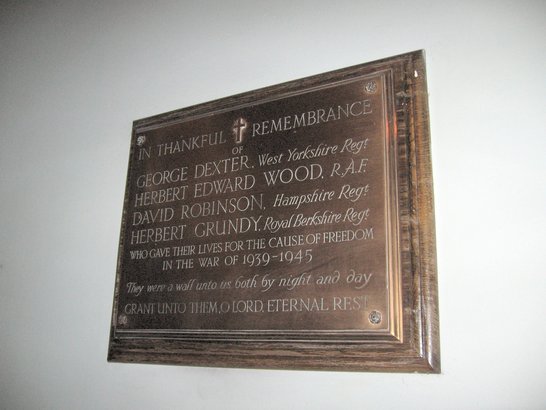 IN THANKFUL REMEMBRANCE
OF
GEORGE DEXTER, West Yorkshire Regt
HERBERT EDWARD WOOD, R.A.F.
DAVID ROBINSON, Hampshire Regt
HERBERT GRUNDY, Royal Berkshire Regt
WHO GAVE THEIR LIVES FOR THE CAUSE OF FREEDOM
IN THE WAR OF 1939-1945
They were a wall unto us both by night and day
GRANT UNTO THEM, O LORD, ETERNAL REST